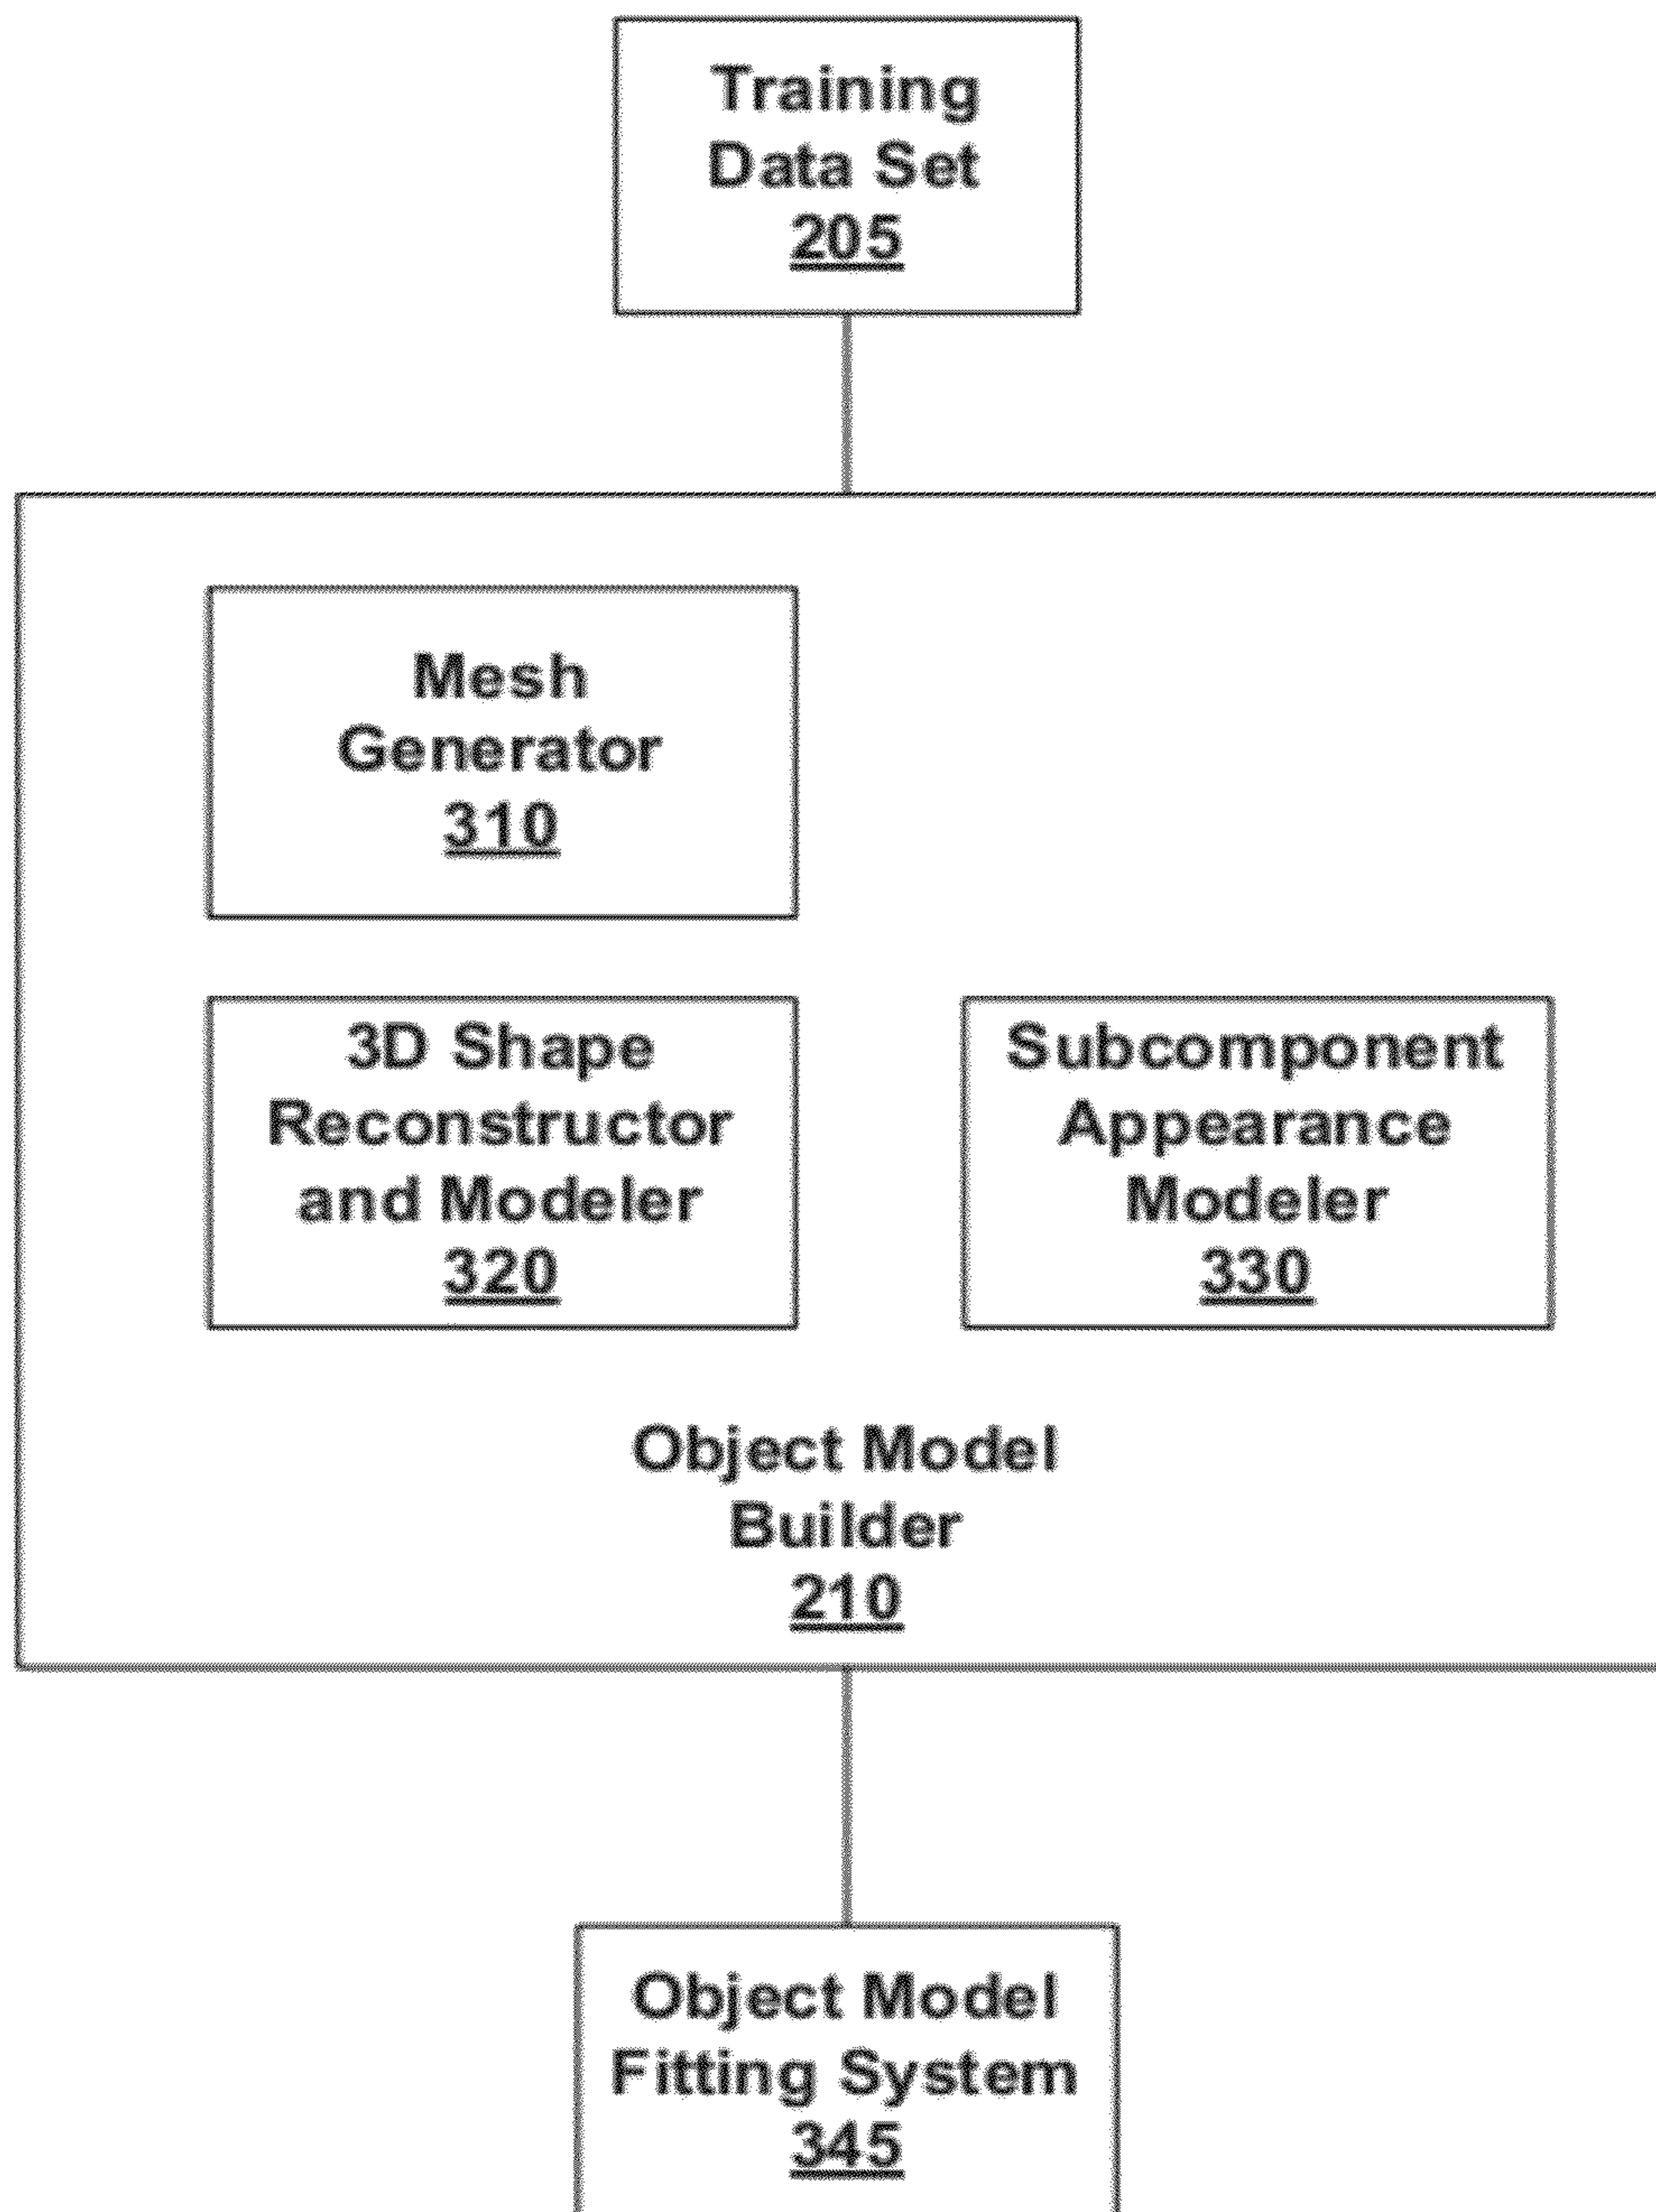 Training
Data Set
205
Mesh
Generator
310
3D Shape
Reconstructor
and Modeler
320
Subcomponent
Appearance
Modeler
330
Object Model
Builder
210
Object Model
Fitting System
345